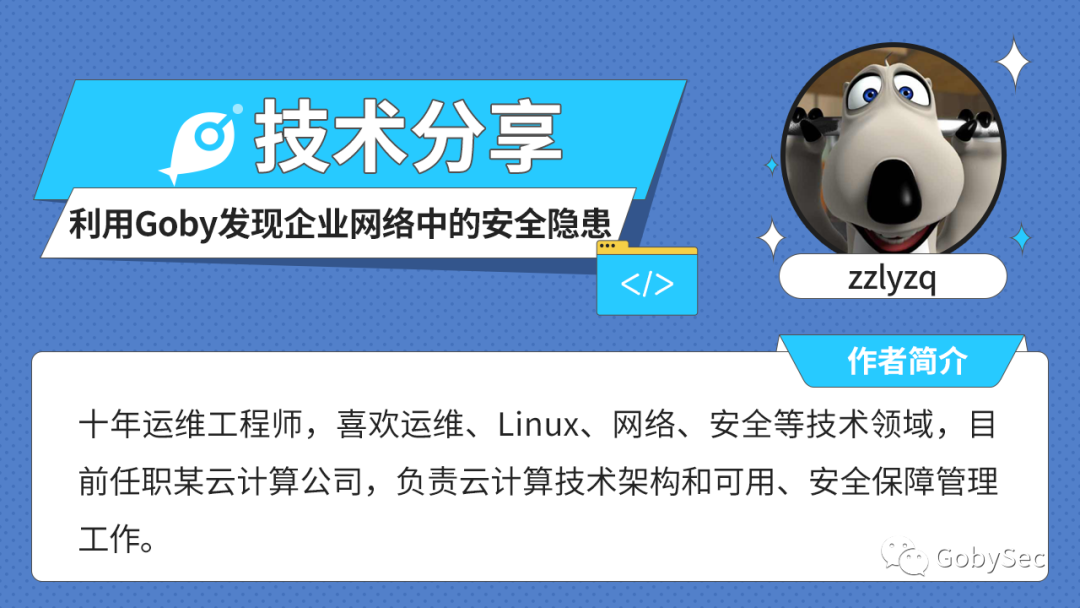 技术分享
利用Goby发现企业网络中的安全隐患
</>
zzlyzq
作者简介
十年运维工程师，喜欢运维、Linux、网络、安全等技术领域，目
前任职某云计算公司，负责云计算技术架构和可用、安全保障管理
工作。
GobySec